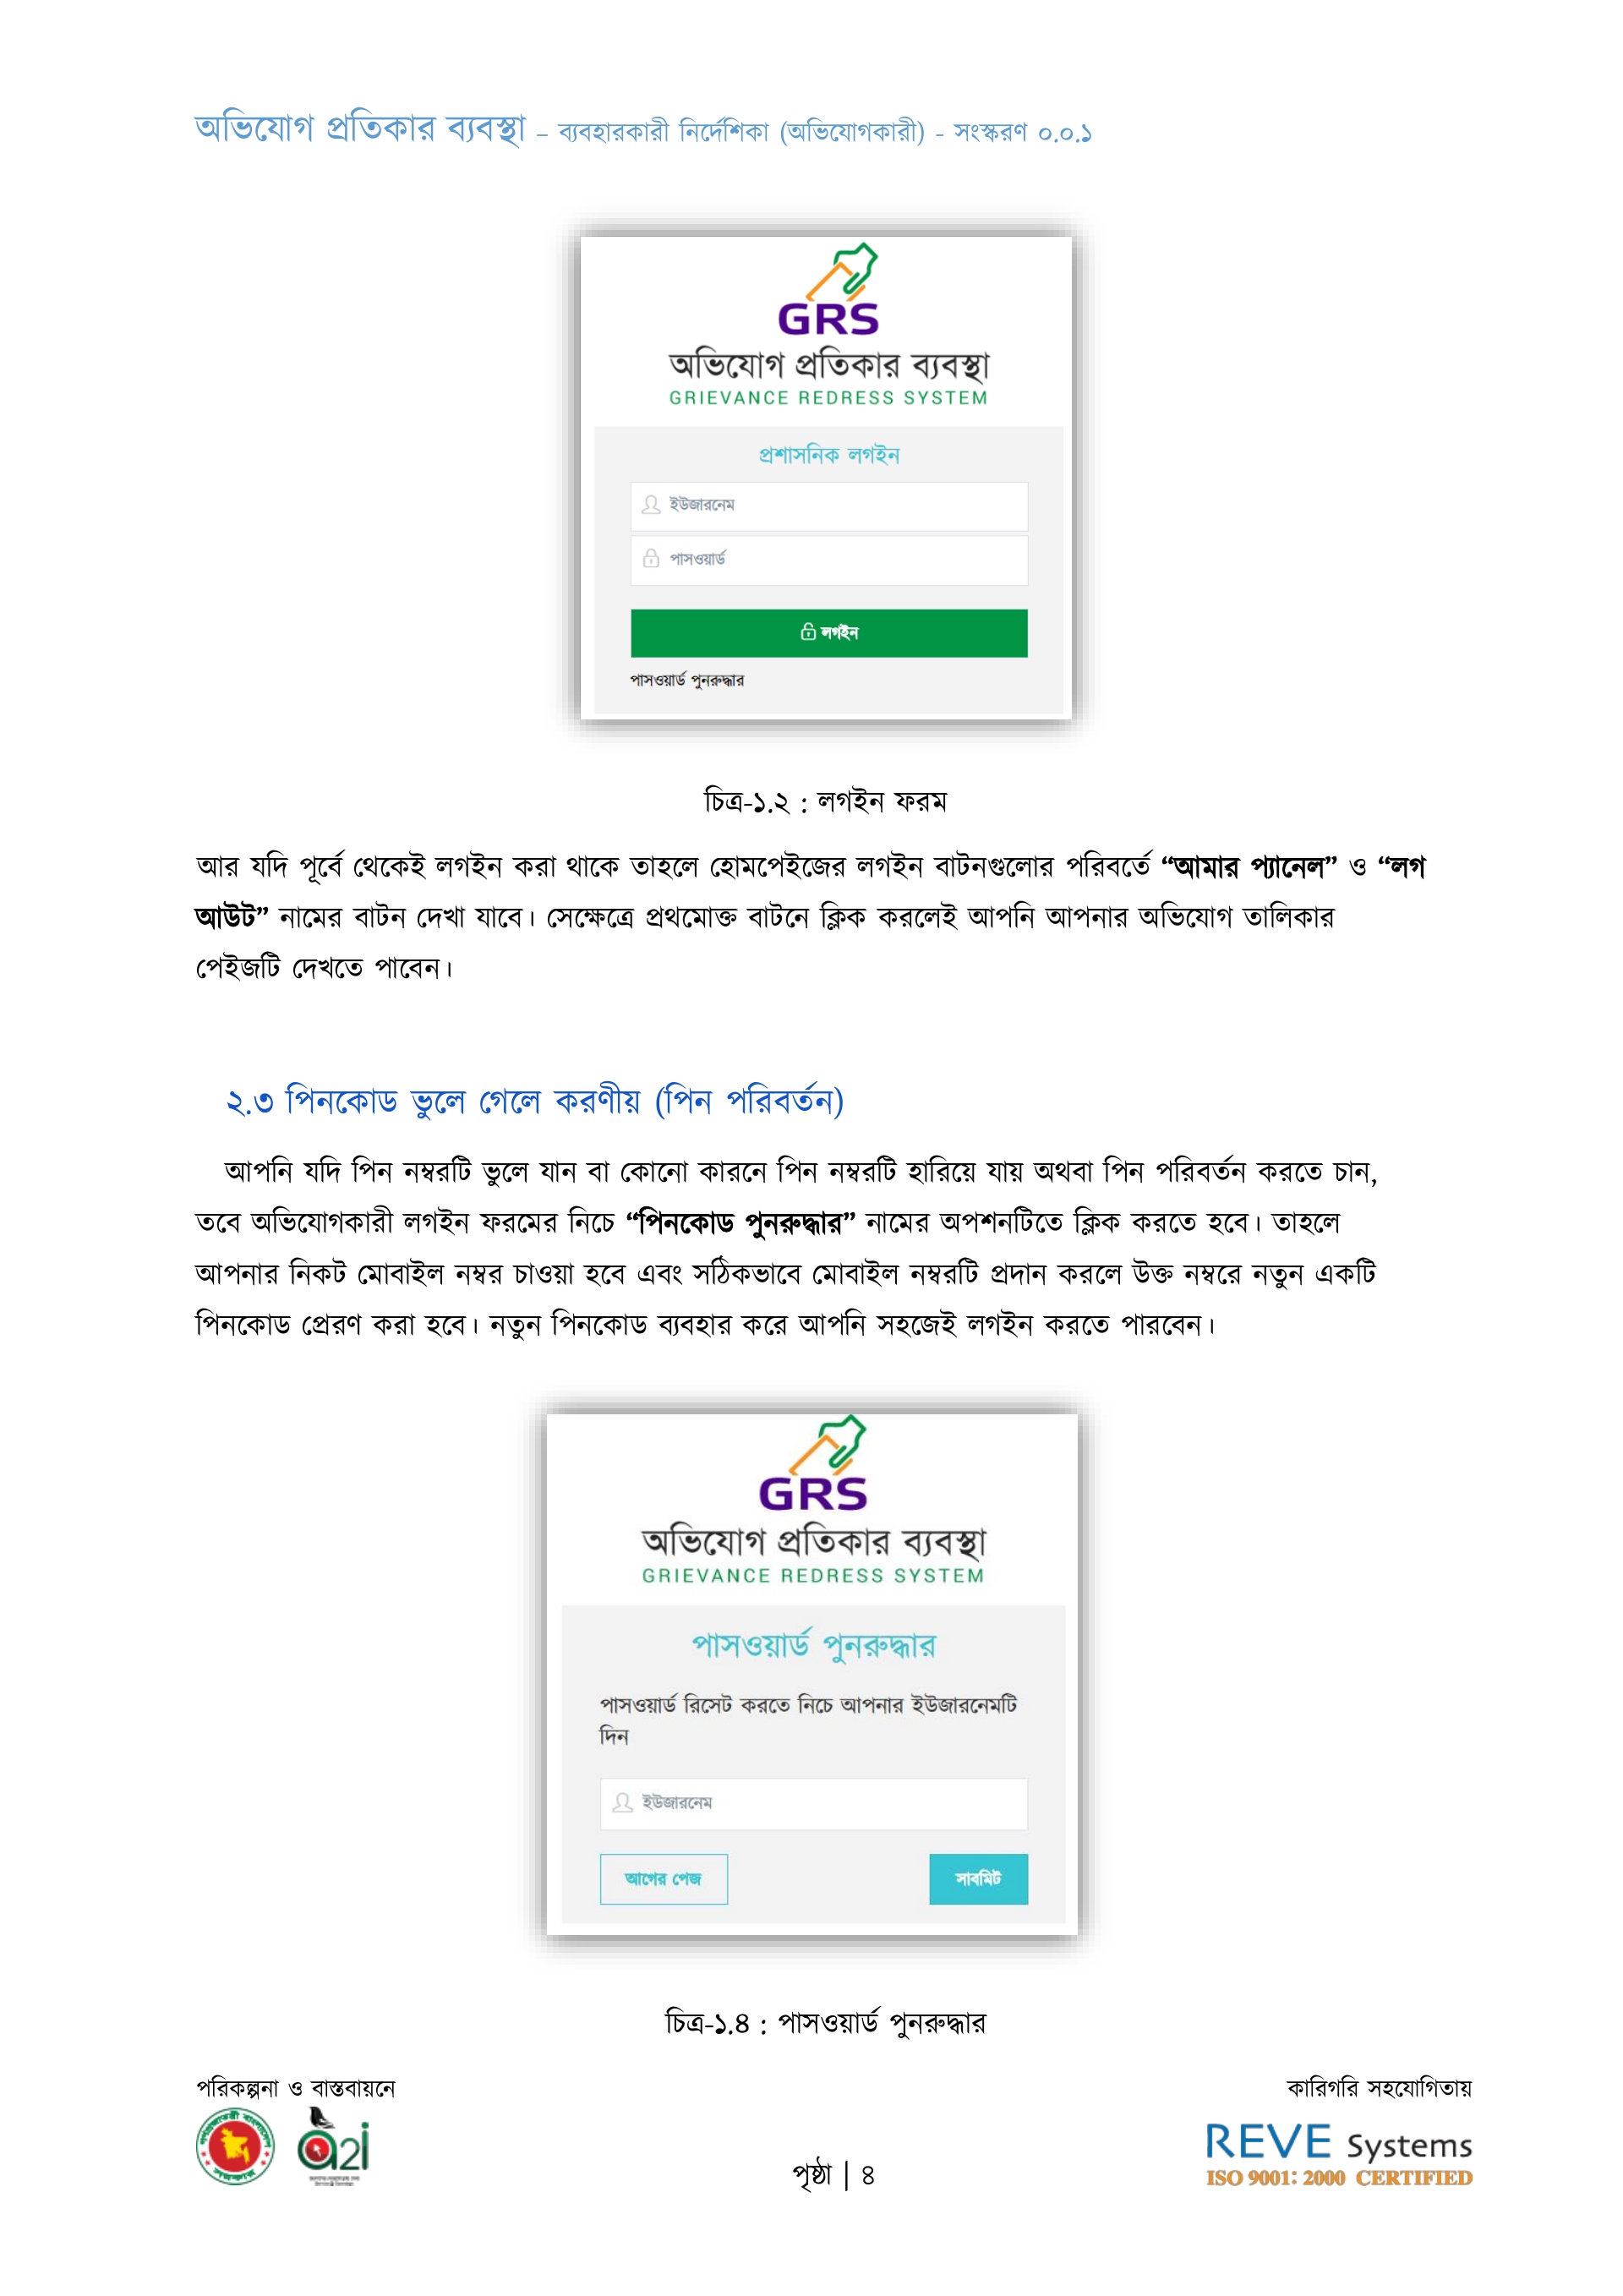 অভিযোগ প্রতিকার ব্যবস্থা – ব্যবহারকারী নির্দেশিকা (অভিযোগকারী) - সংস্করণ ০.০.১
GRS
অভিযোগ প্রতিকার ব্যবস্থা
GRIEVANCE REDRESS SYSTEM
প্রশাসনিক লগইন
ইউজারনেম
পাসওয়ার্ড
লগইন
পাসওয়ার্ড পুনরুদ্ধার
চিত্র-১.২ : লগইন ফরম
আর যদি পূর্বে থেকেই লগইন করা থাকে তাহলে হোমপেইজের লগইন বাটনগুলোর পরিবর্তে “আমার প্যানেল” ও “লগ
আউট” নামের বাটন দেখা যাবে। সেক্ষেত্রে প্রথমোক্ত বাটনে ক্লিক করলেই আপনি আপনার অভিযোগ তালিকার
পেইজটি দেখতে পাবেন।
২.৩ পিনকোড ভুলে গেলে করণীয় (পিন পরিবর্তন)
আপনি যদি পিন নম্বরটি ভুলে যান বা কোনো কারনে পিন নম্বরটি হারিয়ে যায় অথবা পিন পরিবর্তন করতে চান,
তবে অভিযোগকারী লগইন ফরমের নিচে “পিনকোড পুনরুদ্ধার” নামের অপশনটিতে ক্লিক করতে হবে। তাহলে
আপনার নিকট মোবাইল নম্বর চাওয়া হবে এবং সঠিকভাবে মোবাইল নম্বরটি প্রদান করলে উক্ত নম্বরে নতুন একটি
পিনকোড প্রেরণ করা হবে। নতুন পিনকোড ব্যবহার করে আপনি সহজেই লগইন করতে পারবেন।
GRS
অভিযোগ প্রতিকার ব্যবস্থা
GRIEVANCE REDRESS SYSTEM
পাসওয়ার্ড পুনরুদ্ধার
পাসওয়ার্ড রিসেট করতে নিচে আপনার ইউজারনেমটি
দিন
ইউজারনেম
আগের পেজ সাবমিট
চিত্র-১.৪ : পাসওয়ার্ড পুনরুদ্ধার
পরিকল্পনা ও বাস্তবায়নে কারিগরি সহযোগিতায়
গণপ্রজাতন্ত্রী বাংলাদেশ সরকার
a2i
REVE Systems
ISO 9001: 2000 CERTIFIED
পৃষ্ঠা | ৪